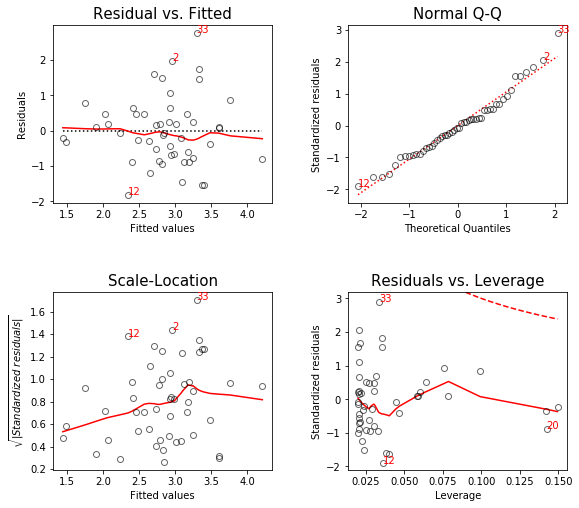 Residual vs. Fitted
Residuals
2
1
0
−1
−2
33
2
12
1.5 2.0 2.5 3.0 3.5 4.0
Fitted values
Normal Q-Q
Standardized residuals
3
2
1
0
−1
−2
33
2
12
−2 −1 0 1 2
Theoretical Quantiles
Scale-Location
√|Standardized residuals|
1.6
1.4
1.2
1.0
0.8
0.6
0.4
0.2
33
2
12
1.5 2.0 2.5 3.0 3.5 4.0
Fitted values
Residuals vs. Leverage
Standardized residuals
3
2
1
0
−1
−2
33
20
12
0.025 0.050 0.075 0.100 0.125 0.150
Leverage